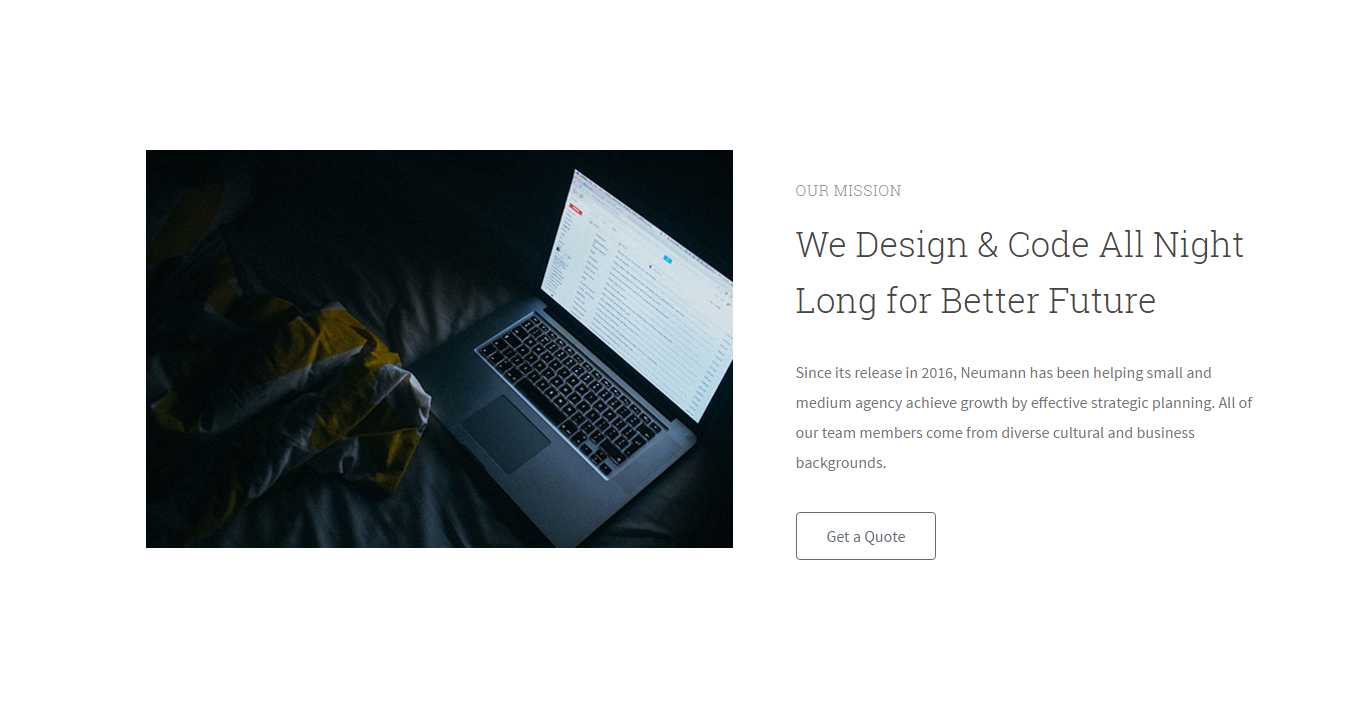 OUR MISSION
We Design & Code All Night
Long for Better Future
Since its release in 2016, Neumann has been helping small and
medium agency achieve growth by effective strategic planning. All of
our team members come from diverse cultural and business
backgrounds.
Get a Quote